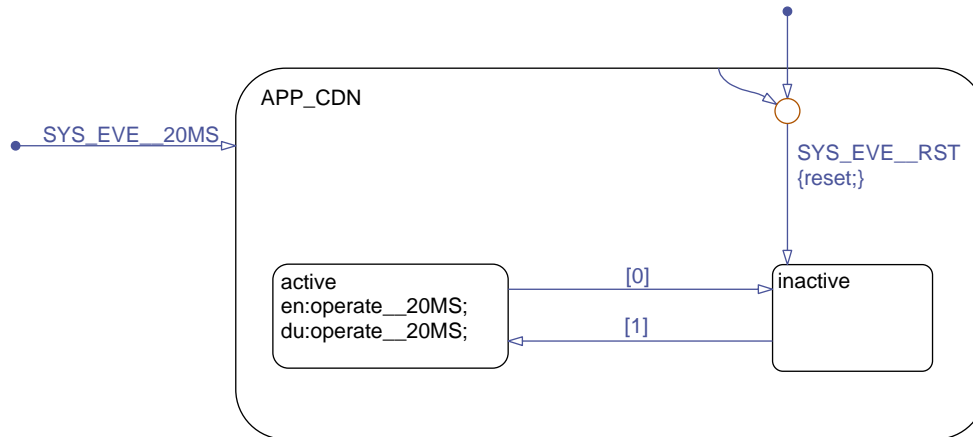 APP_CDN
SYS_EVE__20MS
SYS_EVE__RST
{reset;}
active
en:operate__20MS;
du:operate__20MS;
[0]
[1]
inactive